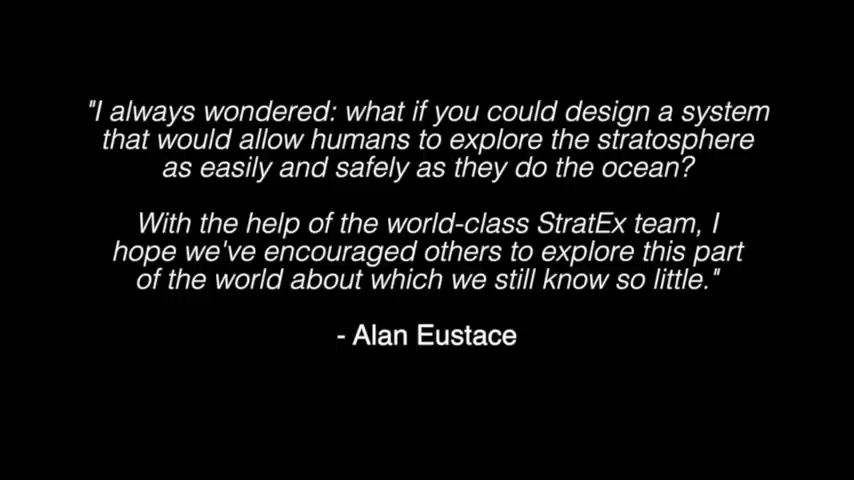 "I always wondered: what if you could design a system
that would allow humans to explore the stratosphere
as easily and safely as they do the ocean?
With the help of the world-class StratEx team, I
hope we've encouraged others to explore this part
of the world about which we still know so little."
- Alan Eustace